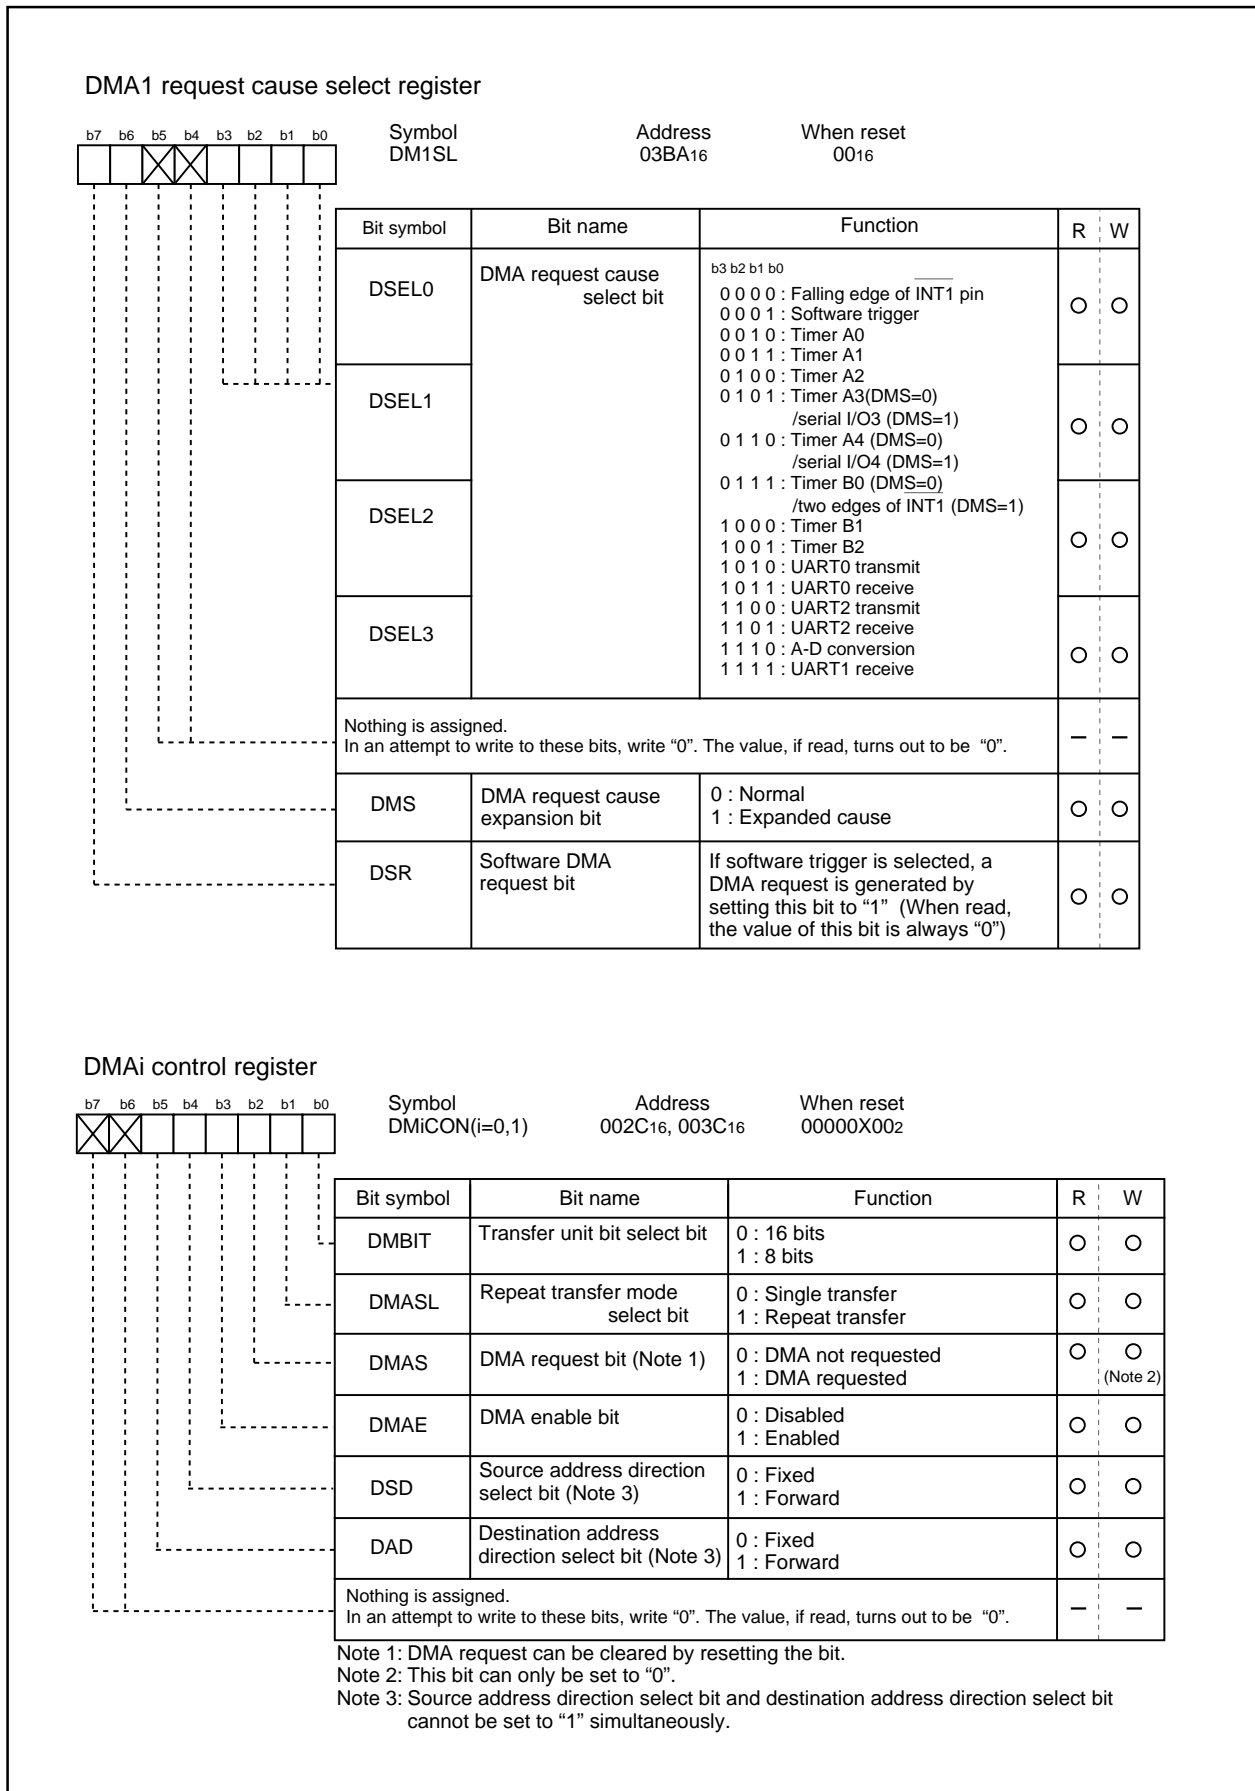 DMA1 request cause select register
b7 b6 b5 b4 b3 b2 b1 b0
Symbol Address When reset
DM1SL 03BA16 0016
Bit symbol Bit name Function R W
DSEL0 DMA request cause select bit
b3 b2 b1 b0
0 0 0 0 : Falling edge of INT1 pin
0 0 0 1 : Software trigger
0 0 1 0 : Timer A0
0 0 1 1 : Timer A1
0 1 0 0 : Timer A2
DSEL1
0 1 0 1 : Timer A3(DMS=0)
/serial I/O3 (DMS=1)
0 1 1 0 : Timer A4 (DMS=0)
/serial I/O4 (DMS=1)
0 1 1 1 : Timer B0 (DMS=0)
/two edges of INT1 (DMS=1)
DSEL2
1 0 0 0 : Timer B1
1 0 0 1 : Timer B2
1 0 1 0 : UART0 transmit
1 0 1 1 : UART0 receive
1 1 0 0 : UART2 transmit
DSEL3
1 1 0 1 : UART2 receive
1 1 1 0 : A-D conversion
1 1 1 1 : UART1 receive
Nothing is assigned.
In an attempt to write to these bits, write “0”. The value, if read, turns out to be “0”.
DMS DMA request cause expansion bit
0 : Normal
1 : Expanded cause
DSR Software DMA request bit
If software trigger is selected, a
DMA request is generated by
setting this bit to “1” (When read,
the value of this bit is always “0”)
DMAi control register
b7 b6 b5 b4 b3 b2 b1 b0
Symbol Address When reset
DMiCON(i=0,1) 002C16, 003C16 00000X002
Bit symbol Bit name Function R W
DMBIT Transfer unit bit select bit
0 : 16 bits
1 : 8 bits
DMASL Repeat transfer mode select bit
0 : Single transfer
1 : Repeat transfer
DMAS DMA request bit (Note 1)
0 : DMA not requested
1 : DMA requested
(Note 2)
DMAE DMA enable bit
0 : Disabled
1 : Enabled
DSD Source address direction select bit (Note 3)
0 : Fixed
1 : Forward
DAD Destination address direction select bit (Note 3)
0 : Fixed
1 : Forward
Nothing is assigned.
In an attempt to write to these bits, write “0”. The value, if read, turns out to be “0”.
Note 1: DMA request can be cleared by resetting the bit.
Note 2: This bit can only be set to “0”.
Note 3: Source address direction select bit and destination address direction select bit
cannot be set to “1” simultaneously.